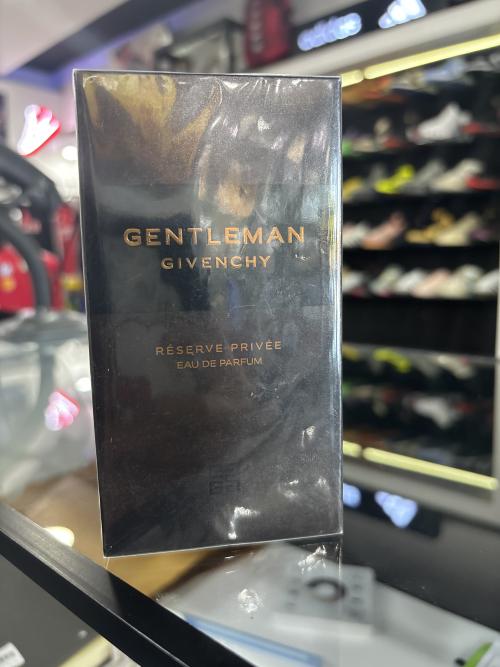 GENTLEMAN
GIVENCHY
RÉSERVE PRIVÉE
EAU DE PARFUM